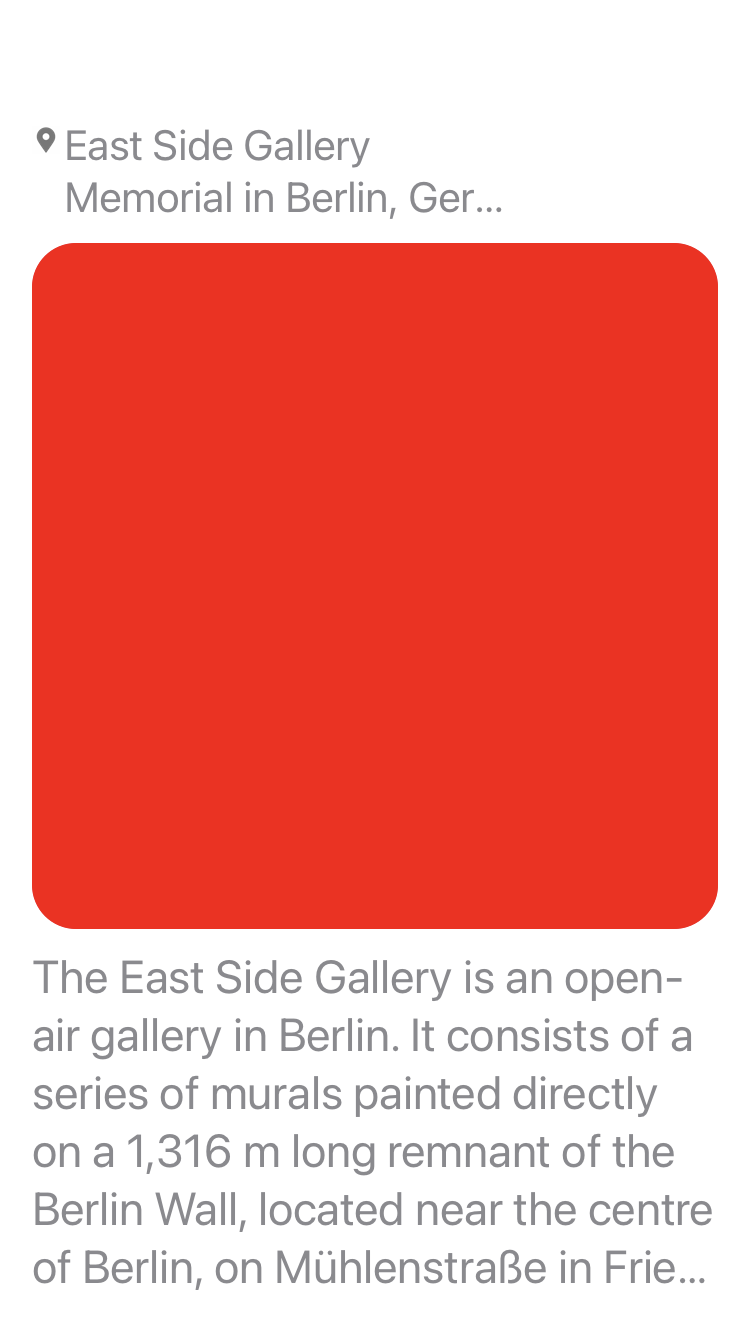 East Side Gallery
Memorial in Berlin, Ger...
The East Side Gallery is an open-
air gallery in Berlin. It consists of a
series of murals painted directly
on a 1,316 m long remnant of the
Berlin Wall, located near the centre
of Berlin, on Mühlenstraße in Frie...